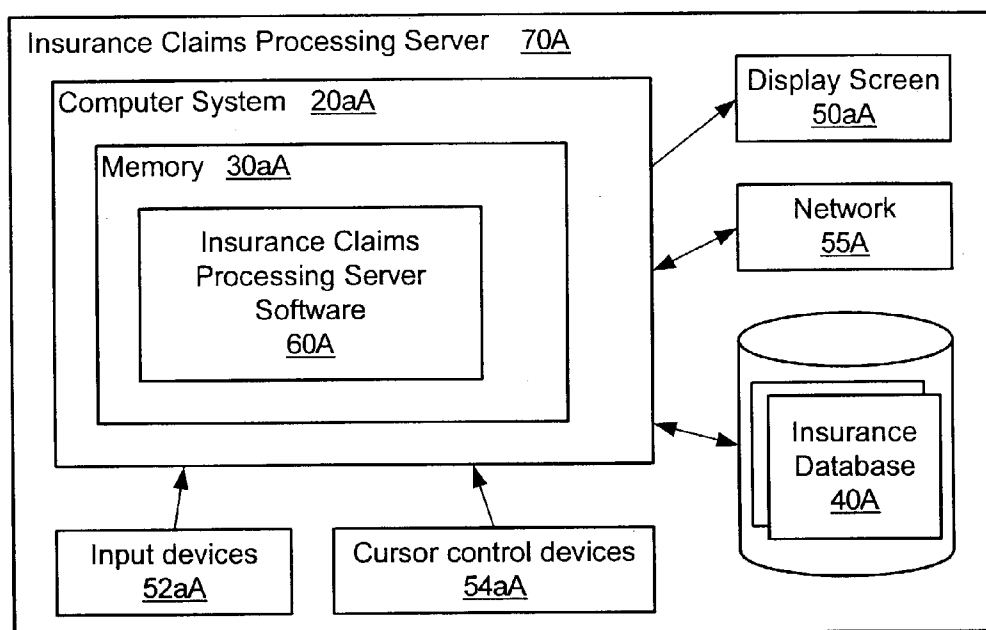 Insurance Claims Processing Server 70A
Computer System 20aA
Memory 30aA
Insurance Claims
Processing Server
Software
60A
Display Screen
50aA
Network
55A
Insurance
Database
40A
Input devices
52aA
Cursor control devices
54aA